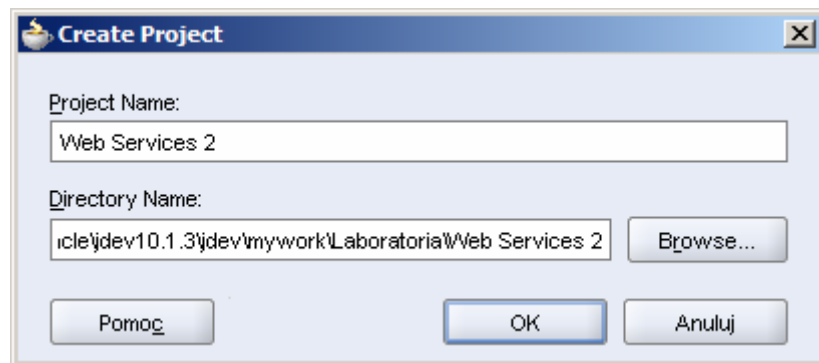 Create Project
Project Name:
Web Services 2
Directory Name:
cle\jdev10.1.3\jdev\mywork\Laboratoria\Web Services 2
Browse...
Pomoc
OK
Anuluj